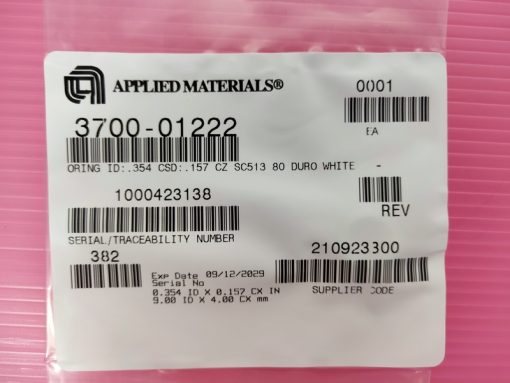 APPLIED MATERIALS®
0001
EA
3700-01222
ORING ID:.354 CSD:.157 CZ SC513 80 DURO WHITE -
1000423138
REV
SERIAL/TRACEABILITY NUMBER
382
210923300
Exp Date 09/12/2029
Serial No
0.354 ID X 0.157 CX IN
9.00 ID X 4.00 CX mm
SUPPLIER CODE